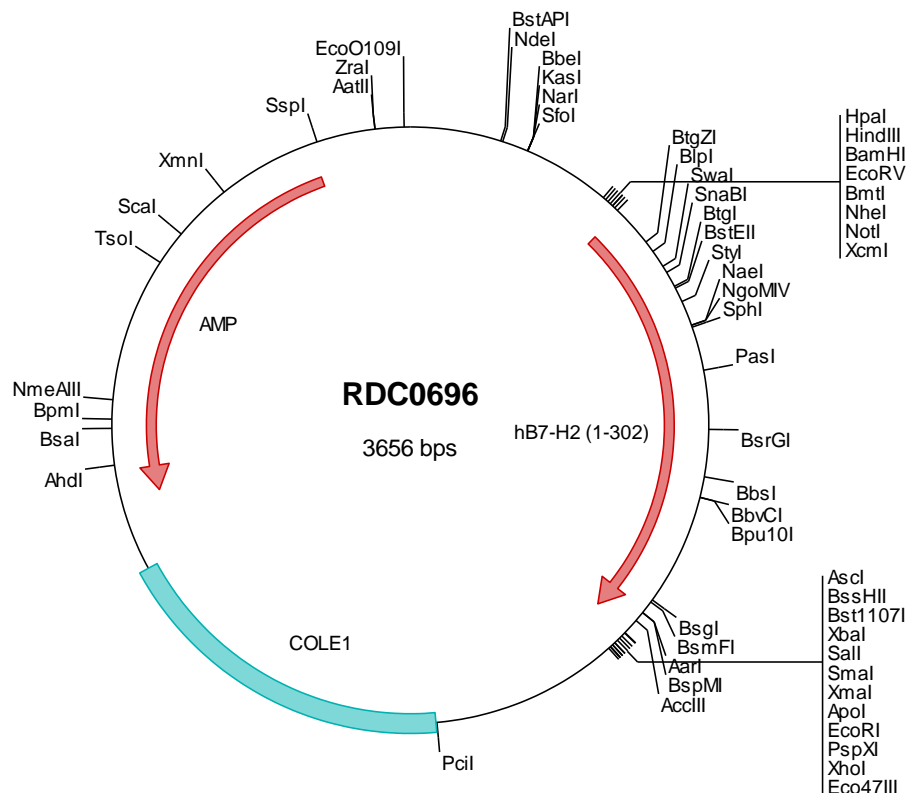 EcoO109I
ZraI
AatII
SspI
XmnI
ScaI
TsoI
NmeAIII
BpmI
BsaI
AhdI
BstAPI
NdeI
BbeI
KasI
NarI
SfoI
BtgZI
BlpI
SwaI
SnaBI
BtgI
BstEII
StyI
NaeI
NgoMIV
SphI
PasI
BsrGI
BbsI
BbvCI
Bpu10I
HpaI
HindIII
BamHI
EcoRV
BmtI
NheI
NotI
XcmI
AMP
RDC0696
3656 bps
hB7-H2 (1-302)
COLE1
BsgI
BsmFI
AarI
BspMI
AccIII
PciI
AscI
BssHII
Bst1107I
XbaI
SalI
SmaI
XmaI
ApoI
EcoRI
PspXI
XhoI
Eco47III